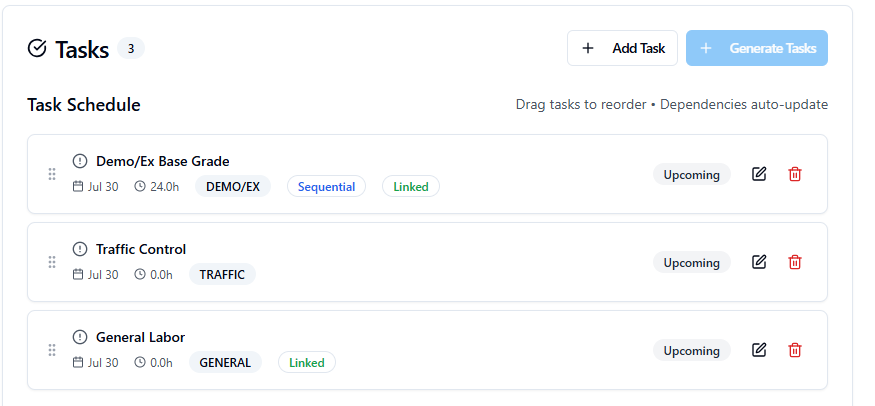 Tasks 3 + Add Task + Generate Tasks
Task Schedule Drag tasks to reorder • Dependencies auto-update
Demo/Ex Base Grade
Jul 30 24.0h DEMO/EX Sequential Linked Upcoming
Traffic Control
Jul 30 0.0h TRAFFIC Upcoming
General Labor
Jul 30 0.0h GENERAL Linked Upcoming